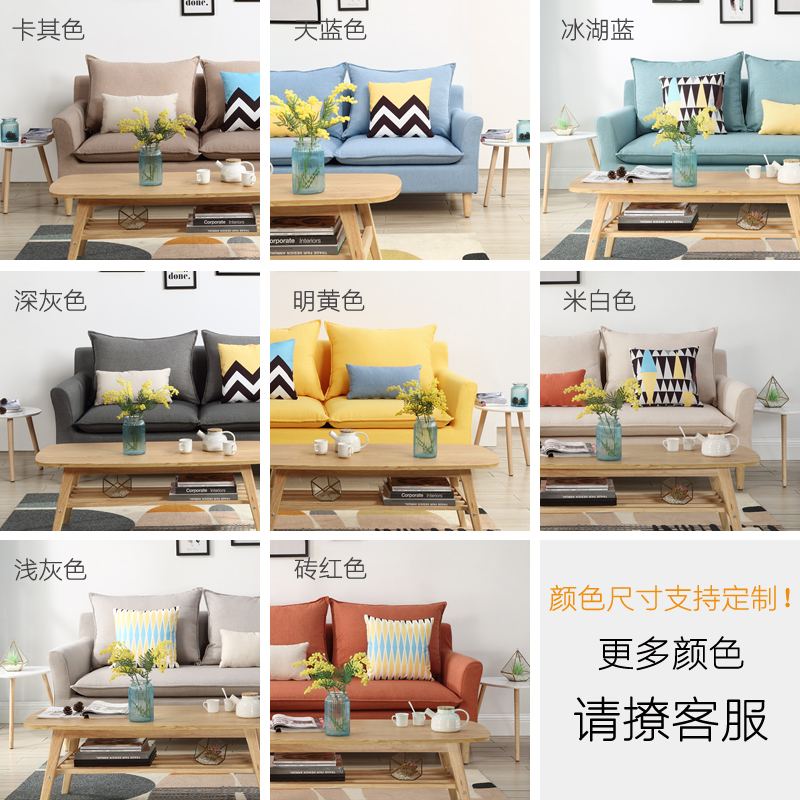 卡其色
天蓝色
冰湖蓝
Corporate Interiors
Corporate Interiors
深灰色
明黄色
米白色
done.
Corporate Interiors
Corporate Interiors
浅灰色
砖红色
颜色尺寸支持定制！
更多颜色
请撩客服